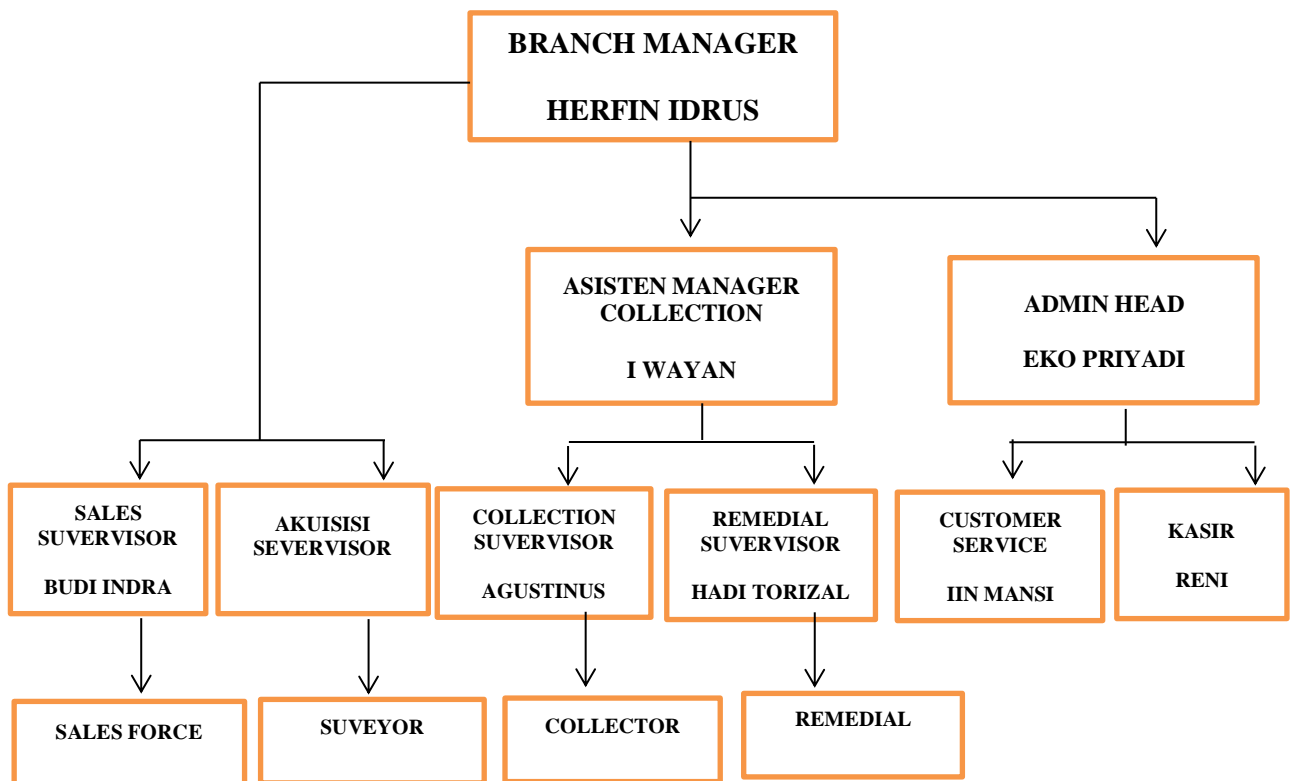 BRANCH MANAGER
HERFIN IDRUS
ASISTEN MANAGER
COLLECTION
I WAYAN
ADMIN HEAD
EKO PRIYADI
SALES
SUVERVISOR
BUDI INDRA
AKUISISI
SEVERVISOR
COLLECTION
SUVERVISOR
AGUSTINUS
REMEDIAL
SUVERVISOR
HADI TORIZAL
CUSTOMER
SERVICE
IIN MANSI
KASIR
RENI
SALES FORCE
SUVEYOR
COLLECTOR
REMEDIAL